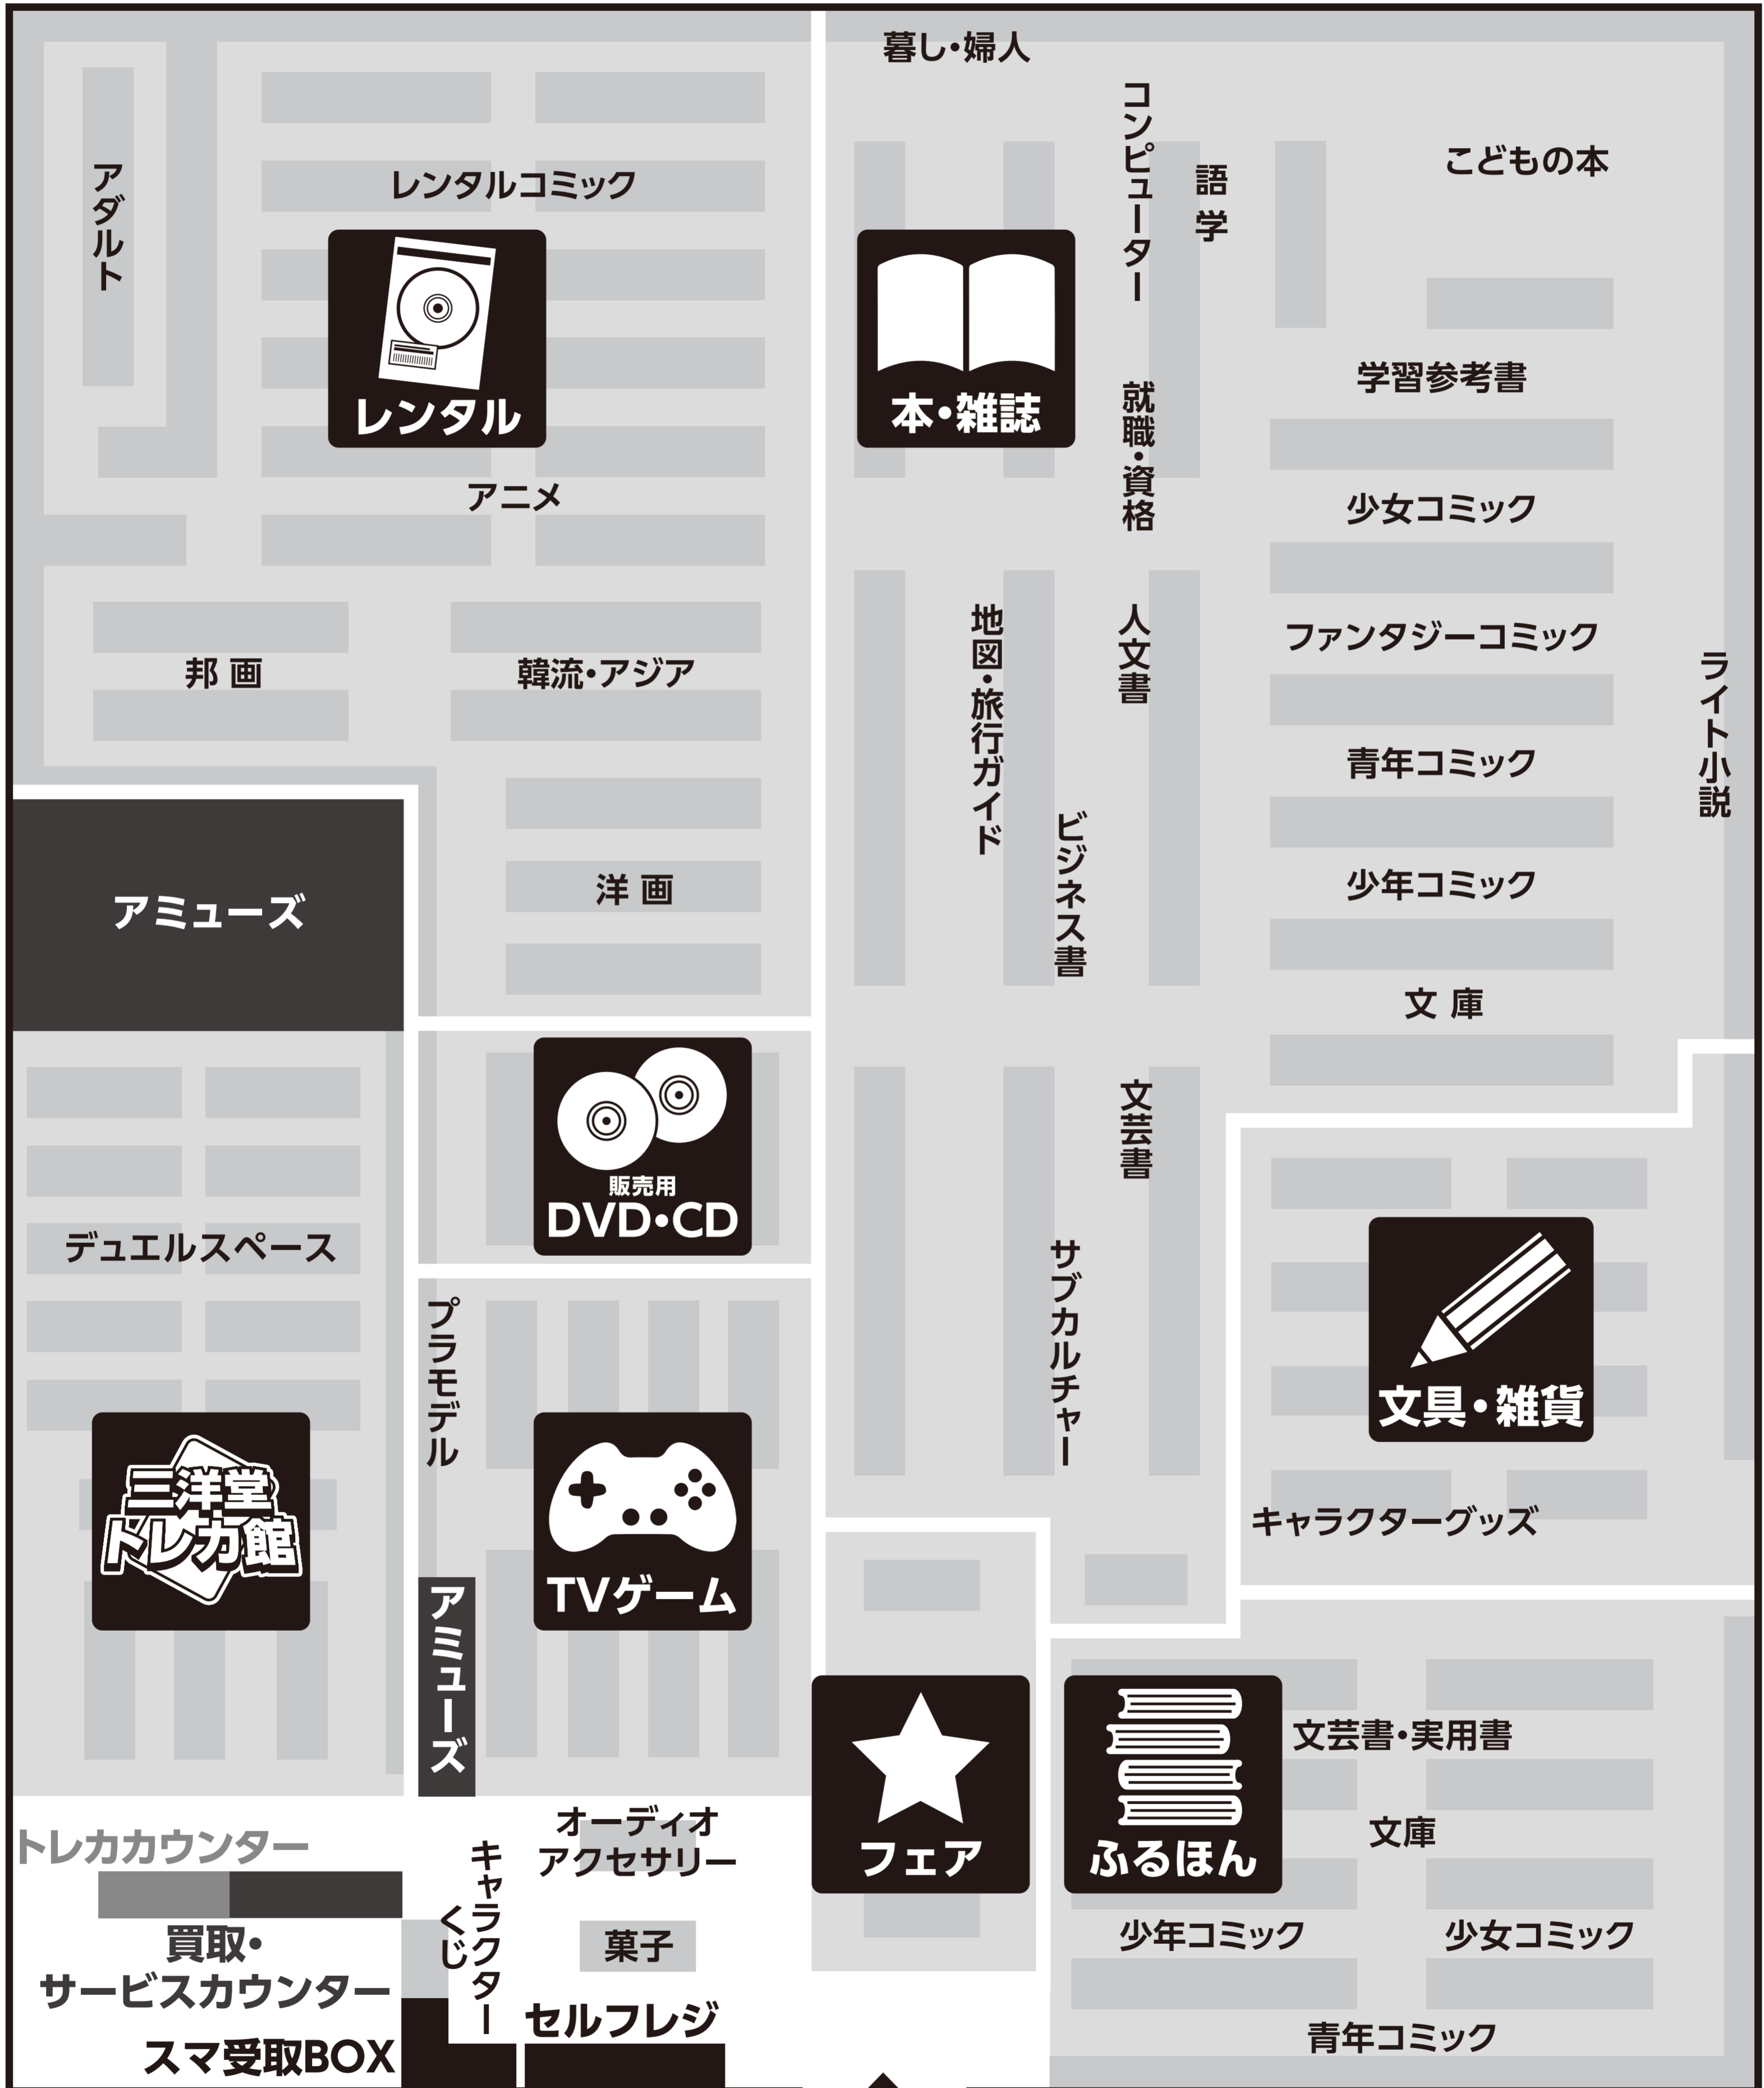 暮し・婦人
コンピューター
語学
こどもの本
アダルト
レンタルコミック
レンタル
本・雑誌
就職・資格
学習参考書
アニメ
少女コミック
地図・旅行ガイド
人文書
ファンタジーコミック
ライト小説
邦画
韓流・アジア
青年コミック
ビジネス書
洋画
少年コミック
アミューズ
文庫
販売用
DVD・CD
文芸書
デュエルスペース
サブカルチャー
プラモデル
文具・雑貨
三洋堂
トレカ館
TVゲーム
キャラクターグッズ
アミューズ
フェア
ふるほん
文芸書・実用書
文庫
少年コミック
少女コミック
青年コミック
トレカカウンター
買取・
サービスカウンター
スマ受取BOX
キャラクター
くじ
オーディオ
アクセサリー
菓子
セルフレジ